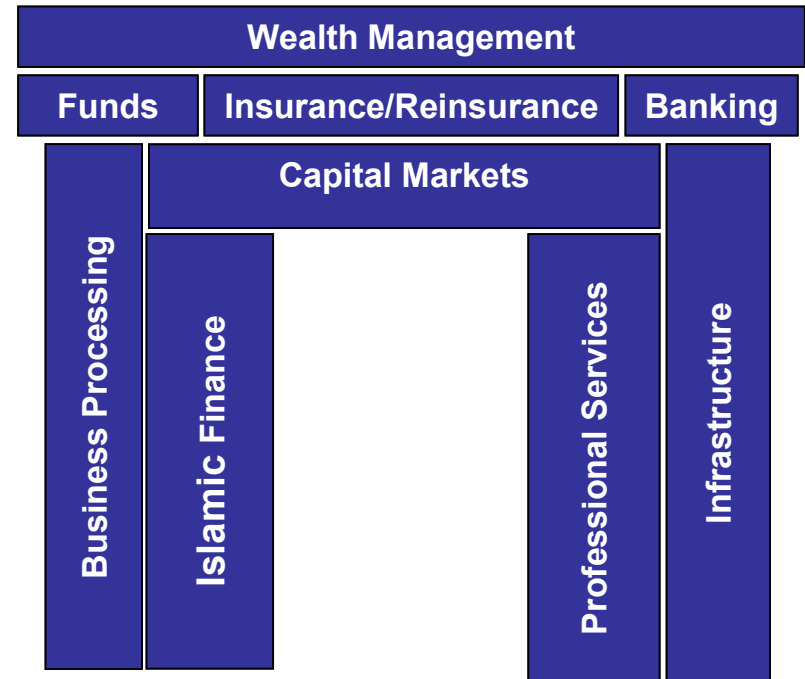 Wealth Management
Funds
Insurance/Reinsurance
Banking
Capital Markets
Business Processing
Islamic Finance
Professional Services
Infrastructure